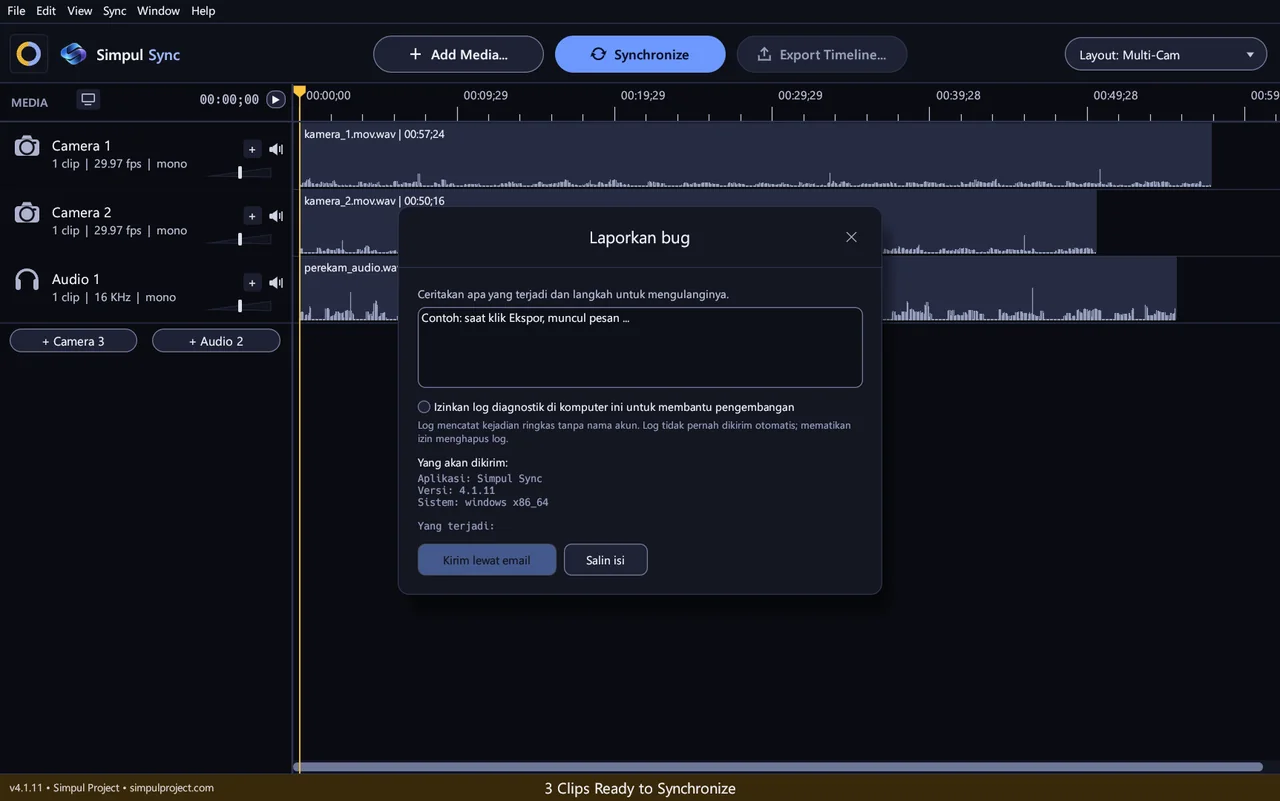 File Edit View Sync Window Help
Simpul Sync
+ Add Media...
Synchronize
Export Timeline...
Layout: Multi-Cam
MEDIA
00:00;00
00:00;00 00:09;29 00:19;29 00:29;29 00:39;28 00:49;28 00:59
Camera 1
1 clip | 29.97 fps | mono
+
kamera_1.mov.wav | 00:57;24
Camera 2
1 clip | 29.97 fps | mono
+
kamera_2.mov.wav | 00:50;16
Audio 1
1 clip | 16 KHz | mono
+
perekam_audio.wa
+ Camera 3
+ Audio 2
Laporkan bug
Ceritakan apa yang terjadi dan langkah untuk mengulanginya.
Contoh: saat klik Ekspor, muncul pesan ...
Izinkan log diagnostik di komputer ini untuk membantu pengembangan
Log mencatat kejadian ringkas tanpa nama akun. Log tidak pernah dikirim otomatis; mematikan
izin menghapus log.
Yang akan dikirim:
Aplikasi: Simpul Sync
Versi: 4.1.11
Sistem: windows x86_64
Yang terjadi:
Kirim lewat email
Salin isi
v4.1.11 • Simpul Project • simpulproject.com
3 Clips Ready to Synchronize